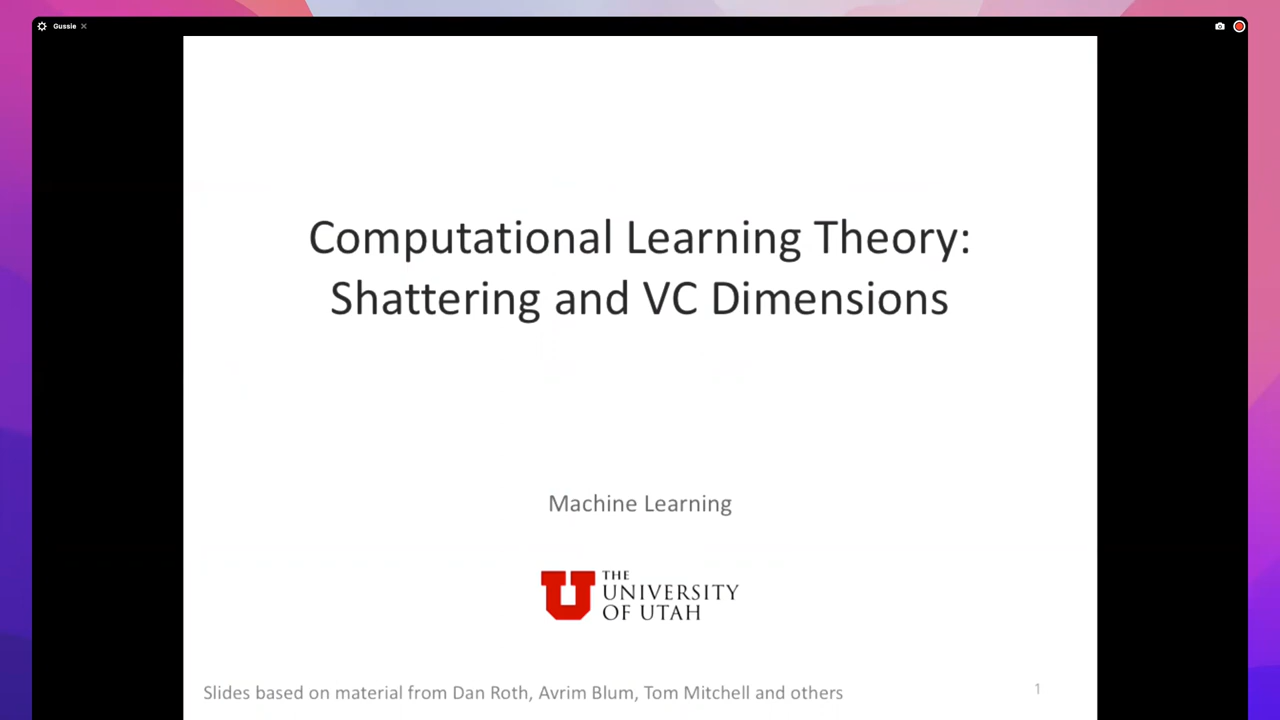 Gussie
Computational Learning Theory:
Shattering and VC Dimensions
Machine Learning
THE
UNIVERSITY
OF UTAH
Slides based on material from Dan Roth, Avrim Blum, Tom Mitchell and others
1